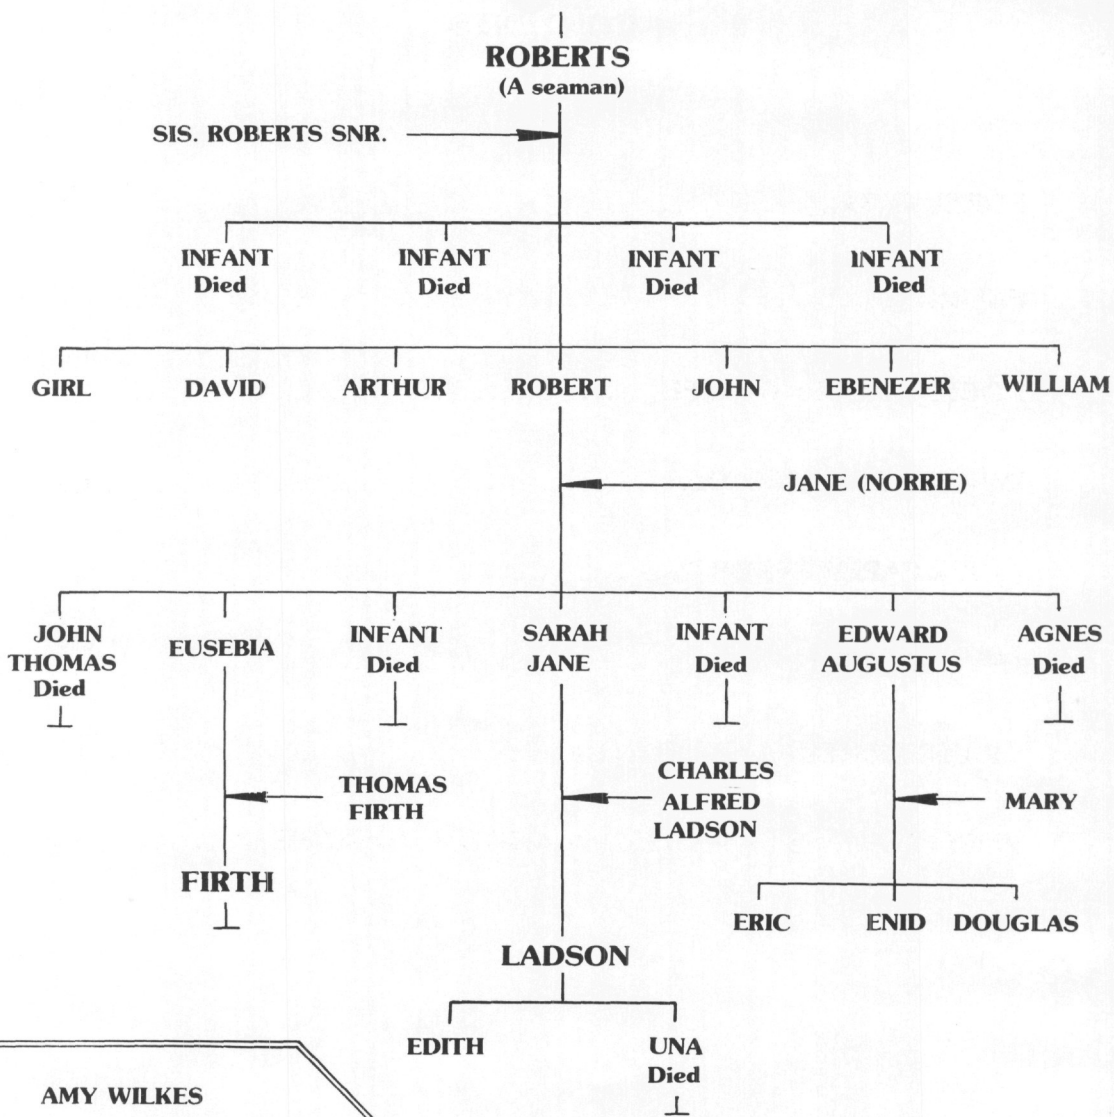 ROBERTS
(A seaman)
SIS. ROBERTS SNR.
INFANT
Died
INFANT
Died
INFANT
Died
INFANT
Died
GIRL
DAVID
ARTHUR
ROBERT
JOHN
EBENEZER
WILLIAM
JANE (NORRIE)
JOHN
THOMAS
Died
EUSEBIA
INFANT
Died
SARAH
JANE
INFANT
Died
EDWARD
AUGUSTUS
AGNES
Died
THOMAS
FIRTH
CHARLES
ALFRED
LADSON
MARY
FIRTH
ERIC
ENID
DOUGLAS
LADSON
EDITH
UNA
Died
AMY WILKES